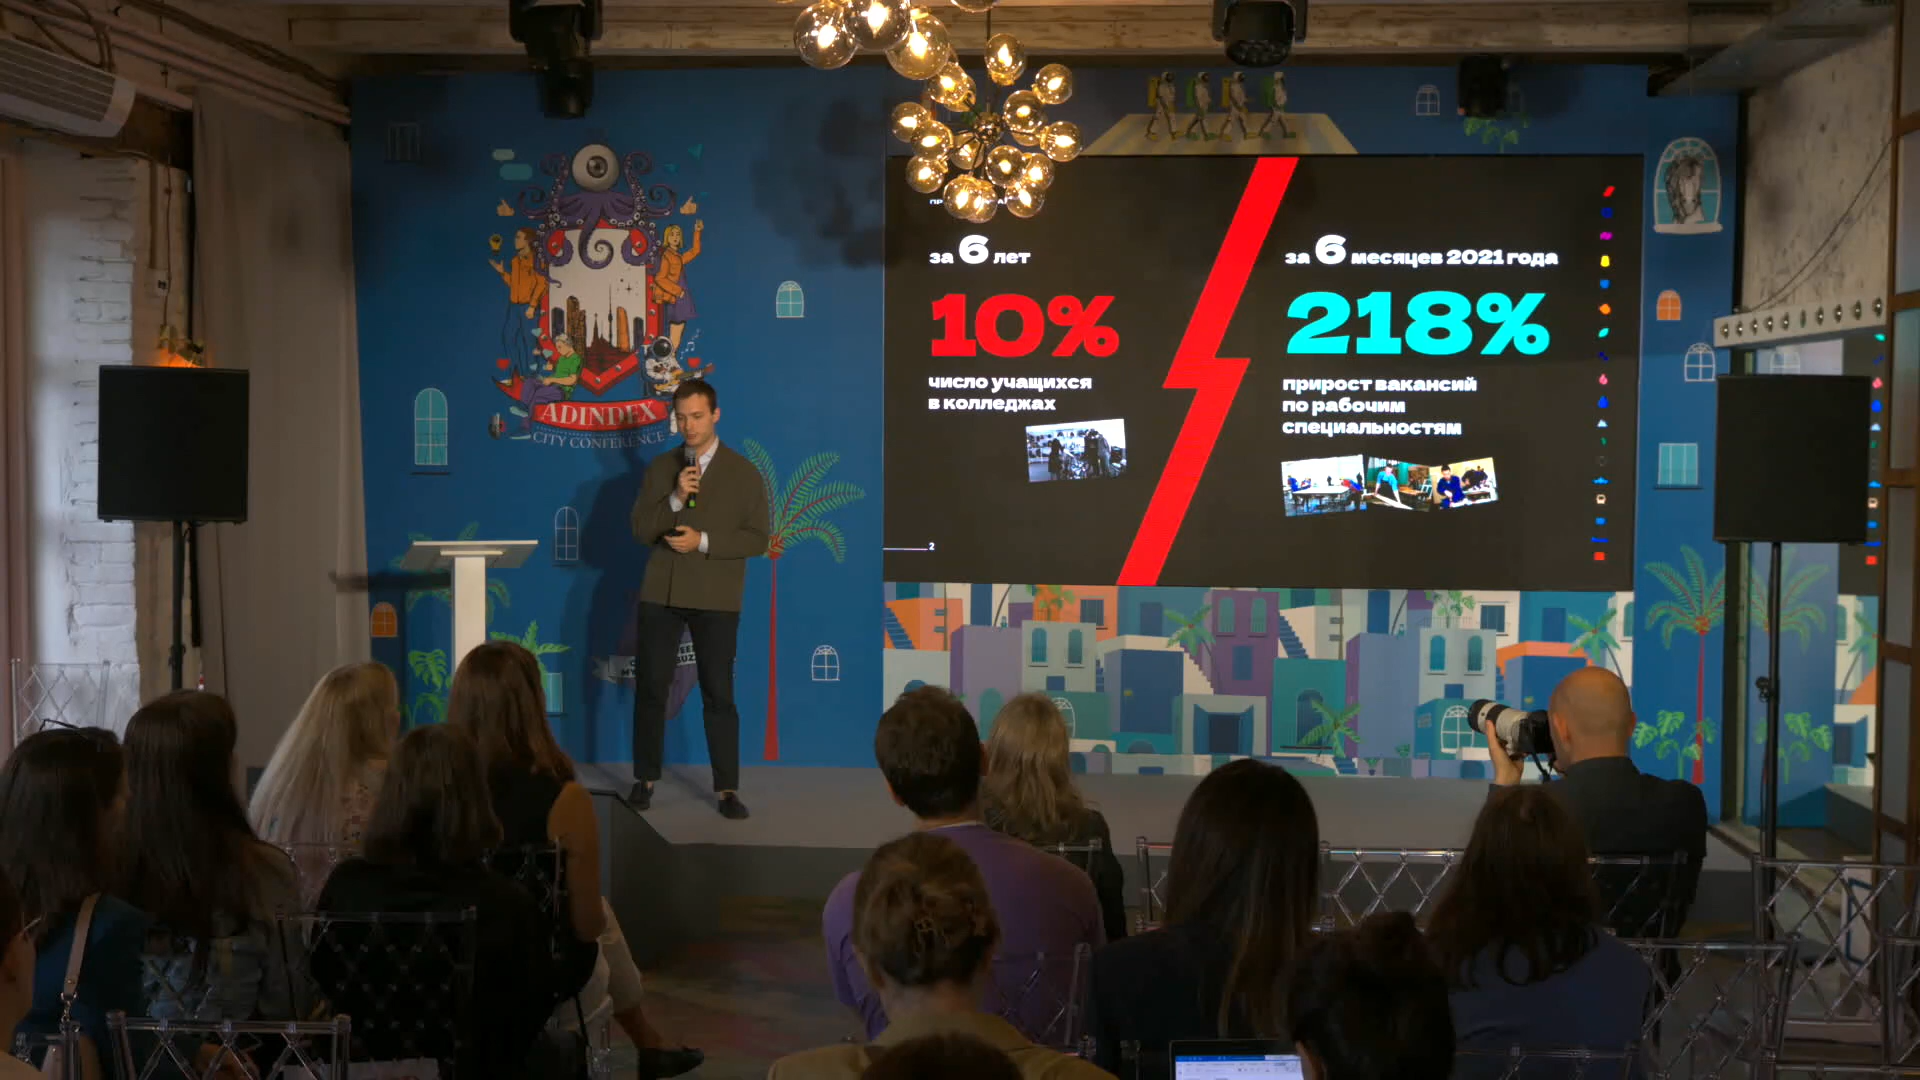 ADINDEX
CITY CONFERENCE
за 6 лет
10%
число учащихся
в колледжах
2
за 6 месяцев 2021 года
218%
прирост вакансий
по рабочим
специальностям